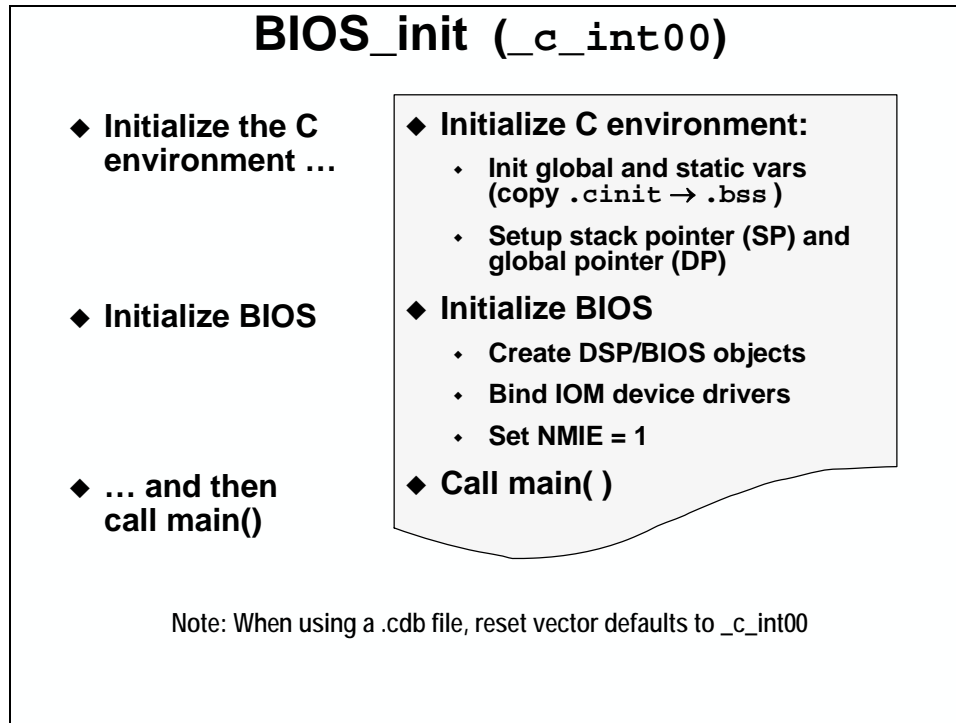 BIOS_init (_c_int00)
◆ Initialize the C
environment …
◆ Initialize BIOS
◆ … and then
call main()
◆ Initialize C environment:
◆ Init global and static vars
(copy .cinit → .bss )
◆ Setup stack pointer (SP) and
global pointer (DP)
◆ Initialize BIOS
◆ Create DSP/BIOS objects
◆ Bind IOM device drivers
◆ Set NMIE = 1
◆ Call main( )
Note: When using a .cdb file, reset vector defaults to _c_int00